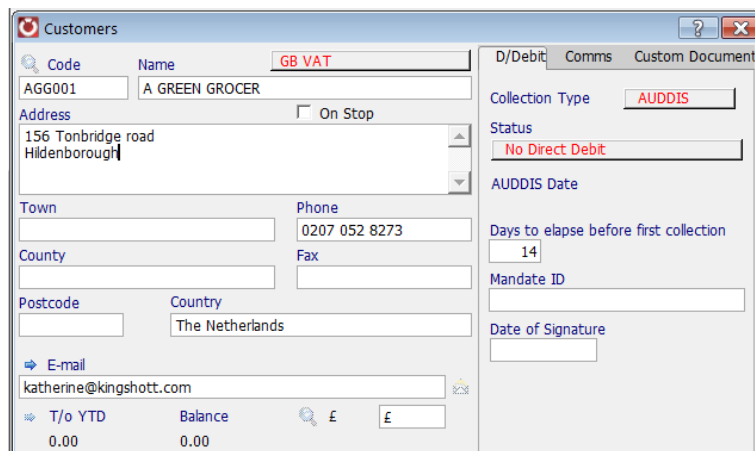 Customers
Code Name GB VAT
AGG001 A GREEN GROCER
Address On Stop
156 Tonbridge road
Hildenborough
Town Phone
0207 052 8273
County Fax
Postcode Country
The Netherlands
E-mail
katherine@kingshott.com
T/o YTD Balance £ £
0.00 0.00
D/Debit Comms Custom Document
Collection Type AUDDIS
Status
No Direct Debit
AUDDIS Date
Days to elapse before first collection
14
Mandate ID
Date of Signature